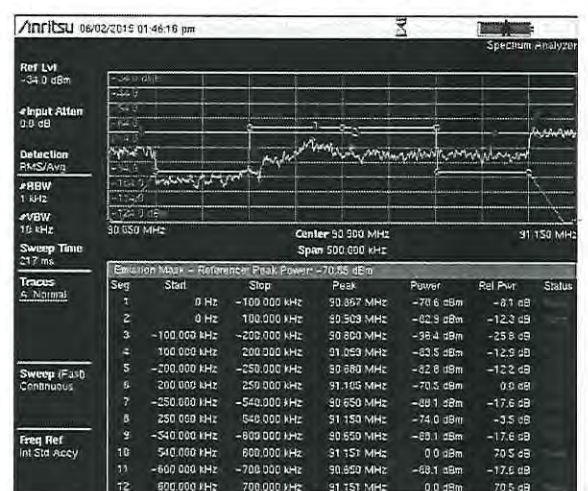 Anritsu 06/02/2015 01:46:16 pm
Spectrum Analyzer
Ref Lvl
-34.0 dBm
#Input Atten
0.0 dB
Detection
RMS/Avg
#RBW
1 kHz
#VBW
10 kHz
Sweep Time
217 ms
Traces
A: Normal
Sweep (Fast)
Continuous
Freq Ref
Int Std Accy
90.650 MHz
Center 90.900 MHz
91.150 MHz
Span 500.000 kHz
Emission Mask - Reference: Peak Power:
Seg Start Stop Peak Power Rel Pwr Status
1 0 Hz -100.000 kHz 90.867 MHz -78.6 dBm -8.1 dB
2 0 Hz 100.000 kHz 90.909 MHz -82.9 dBm -12.3 dB
3 -100.000 kHz -200.000 kHz 90.800 MHz -25.8 dB
4 100.000 kHz 200.000 kHz 91.093 MHz -83.5 dBm -12.9 dB
5 -200.000 kHz -250.000 kHz 90.680 MHz -82.8 dBm -12.2 dB
6 200.000 kHz 250.000 kHz 91.105 MHz -70.5 dBm 0.0 dB
7 -250.000 kHz -540.000 kHz 90.650 MHz -88.1 dBm -17.6 dB
8 250.000 kHz 540.000 kHz 91.150 MHz -74.0 dBm -3.5 dB
9 -540.000 kHz -600.000 kHz 90.650 MHz -88.1 dBm -17.6 dB
10 540.000 kHz 600.000 kHz 91.151 MHz 0.0 dBm 70.5 dB
11 -600.000 kHz -700.000 kHz 90.650 MHz -88.1 dBm -17.6 dB
12 600.000 kHz 700.000 kHz 91.151 MHz 0.0 dBm 70.5 dB